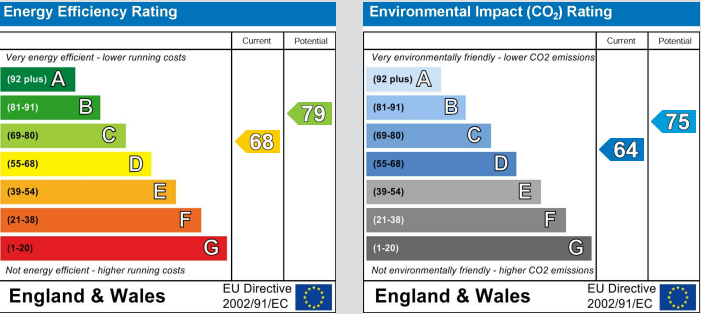 Energy Efficiency Rating
Current Potential
Very energy efficient - lower running costs
(92 plus) A
(81-91) B
79
(69-80) C
68
(55-68) D
(39-54) E
(21-38) F
(1-20) G
Not energy efficient - higher running costs
England & Wales
EU Directive
2002/91/EC
Environmental Impact (CO2) Rating
Current Potential
Very environmentally friendly - lower CO2 emissions
(92 plus) A
(81-91) B
75
(69-80) C
64
(55-68) D
(39-54) E
(21-38) F
(1-20) G
Not environmentally friendly - higher CO2 emissions
England & Wales
EU Directive
2002/91/EC